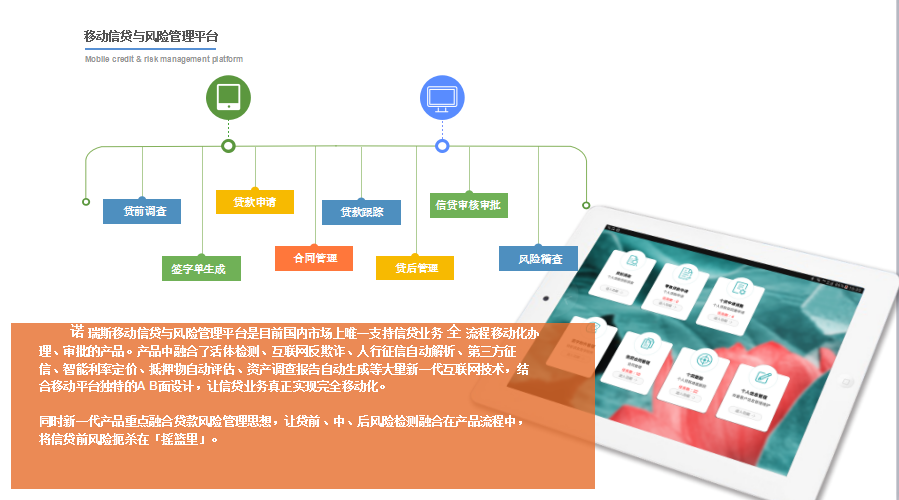 移动信贷与风险管理平台
Mobile credit & risk management platform
贷款申请
信贷审核审批
贷前调查
贷款跟踪
合同管理
风险稽查
签字单生成
贷后管理
诺 瑞斯移动信贷与风险管理平台是目前国内市场上唯一支持信贷业务 全 流程移动化办
理、审批的产品。产品中融合了活体检测、互联网反欺诈、人行征信自动解析、第三方征
信、智能利率定价、抵押物自动评估、资产调查报告自动生成等大量新一代互联网技术，结
合移动平台独特的A B面设计，让信贷业务真正实现完全移动化。
同时新一代产品重点融合贷款风险管理思想，让贷前、中、后风险检测融合在产品流程中，
将信贷前风险扼杀在「摇篮里」。